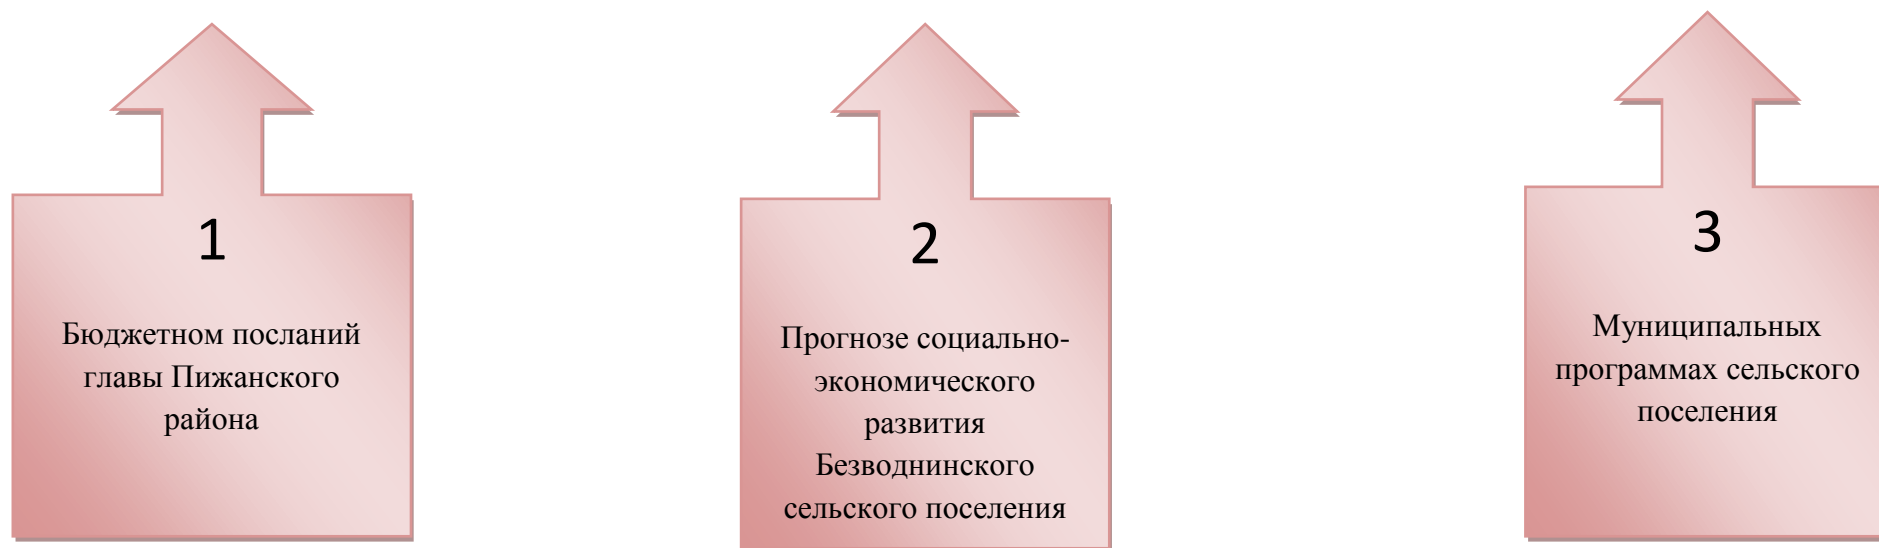 1
Бюджетном посланий
главы Пижанского
района
2
Прогнозе социально-
экономического
развития
Безводнинского
сельского поселения
3
Муниципальных
программах сельского
поселения